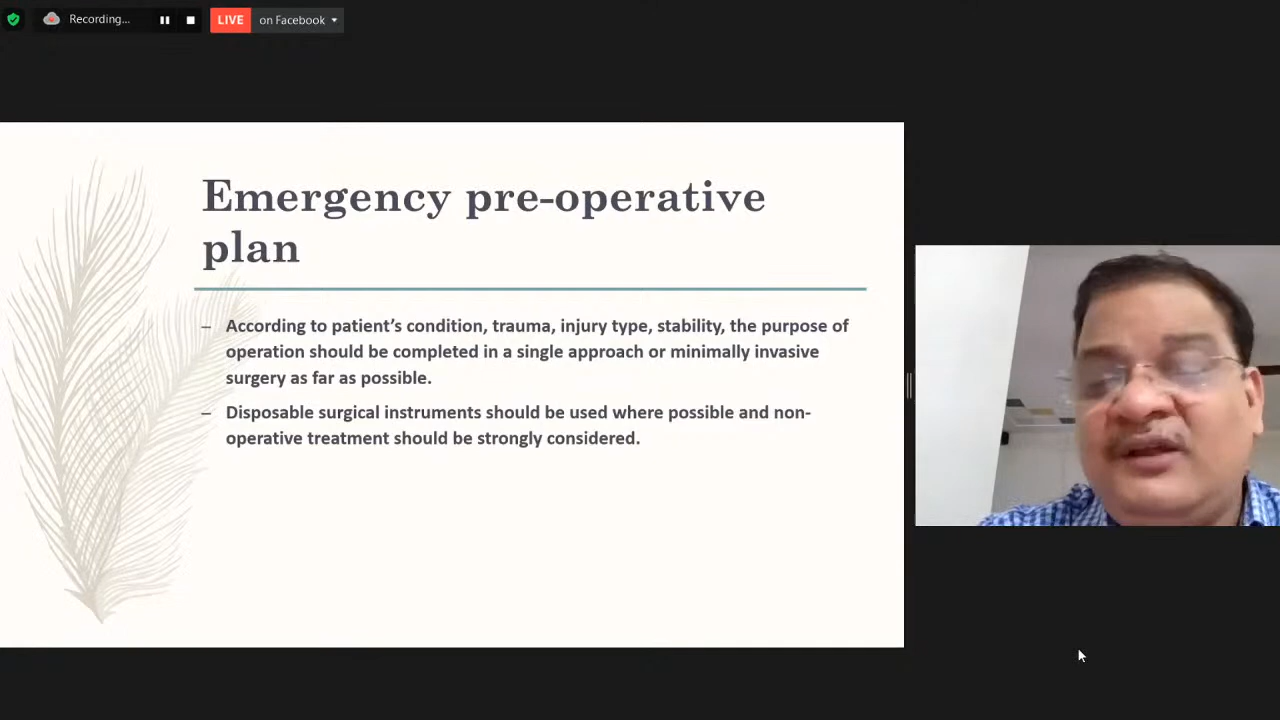 Recording...
LIVE on Facebook
Emergency pre-operative
plan
– According to patient's condition, trauma, injury type, stability, the purpose of
operation should be completed in a single approach or minimally invasive
surgery as far as possible.
– Disposable surgical instruments should be used where possible and non-
operative treatment should be strongly considered.